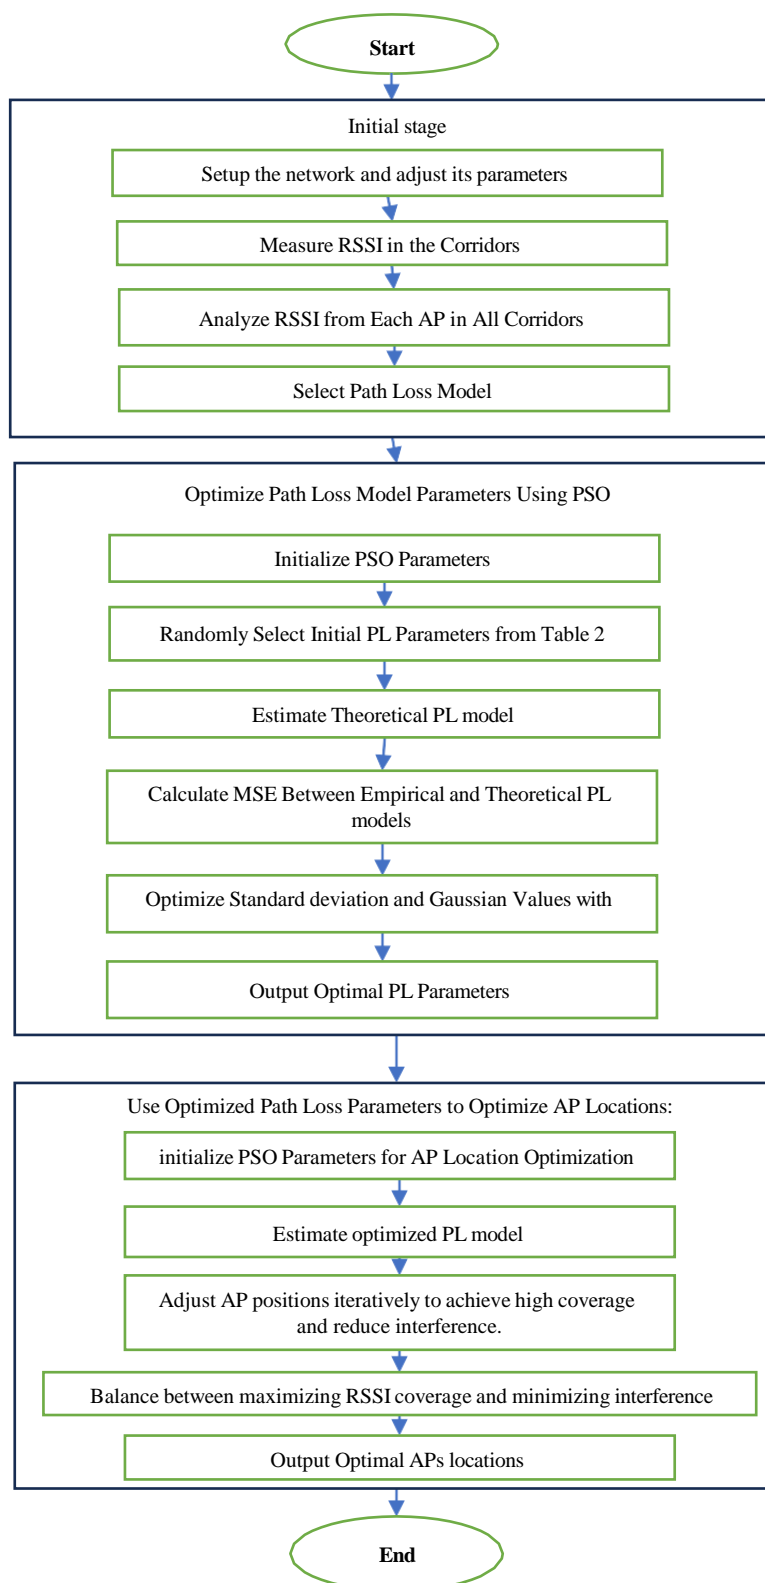 Start
Initial stage
Setup the network and adjust its parameters
Measure RSSI in the Corridors
Analyze RSSI from Each AP in All Corridors
Select Path Loss Model
Optimize Path Loss Model Parameters Using PSO
Initialize PSO Parameters
Randomly Select Initial PL Parameters from Table 2
Estimate Theoretical PL model
Calculate MSE Between Empirical and Theoretical PL
models
Optimize Standard deviation and Gaussian Values with
Output Optimal PL Parameters
Use Optimized Path Loss Parameters to Optimize AP Locations:
initialize PSO Parameters for AP Location Optimization
Estimate optimized PL model
Adjust AP positions iteratively to achieve high coverage
and reduce interference.
Balance between maximizing RSSI coverage and minimizing interference
Output Optimal APs locations
End